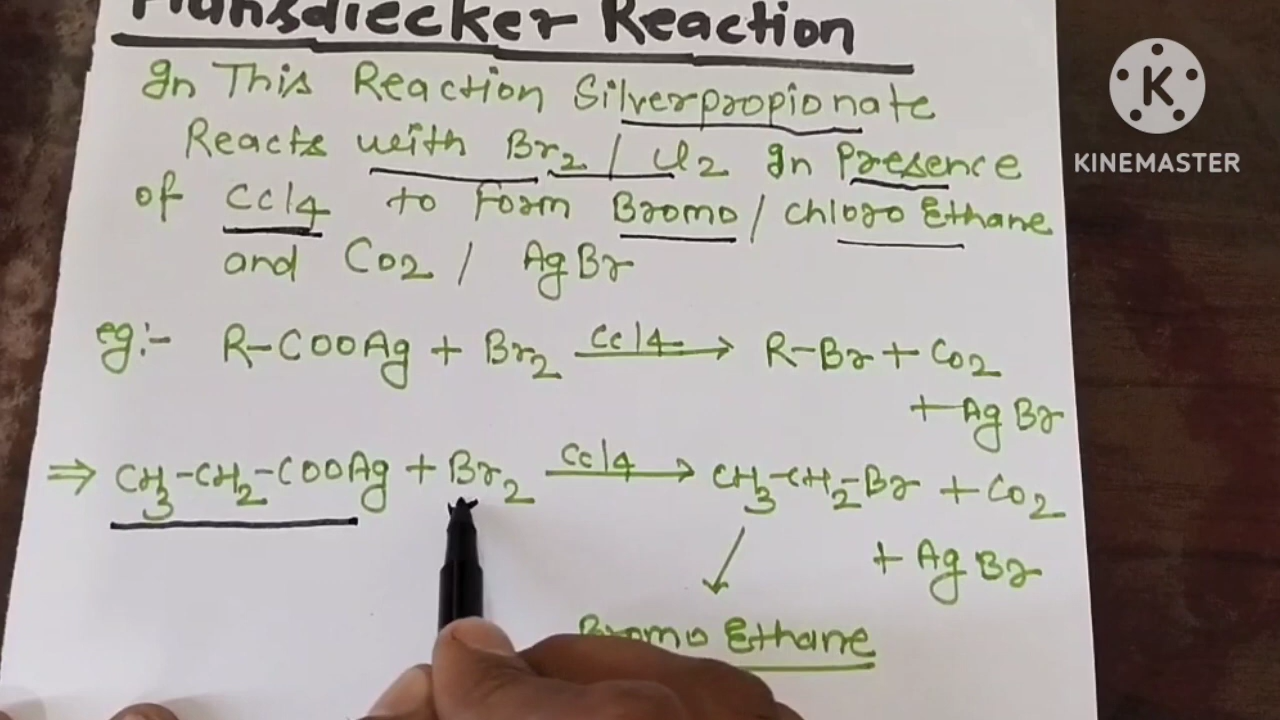 Hunsdiecker Reaction
In This Reaction Silverpropionate
Reacts with Br2 / Cl2 In Presence
of CCl4 to Form Bromo / chloro Ethane
and CO2 / AgBr
eg:- R-COOAg + Br2 CCl4 → R-Br + CO2
+ AgBr
⇒ CH3-CH2-COOAg + Br2 CCl4 → CH3-CH2-Br + CO2
+ AgBr
Bromo Ethane
K
KINEMASTER